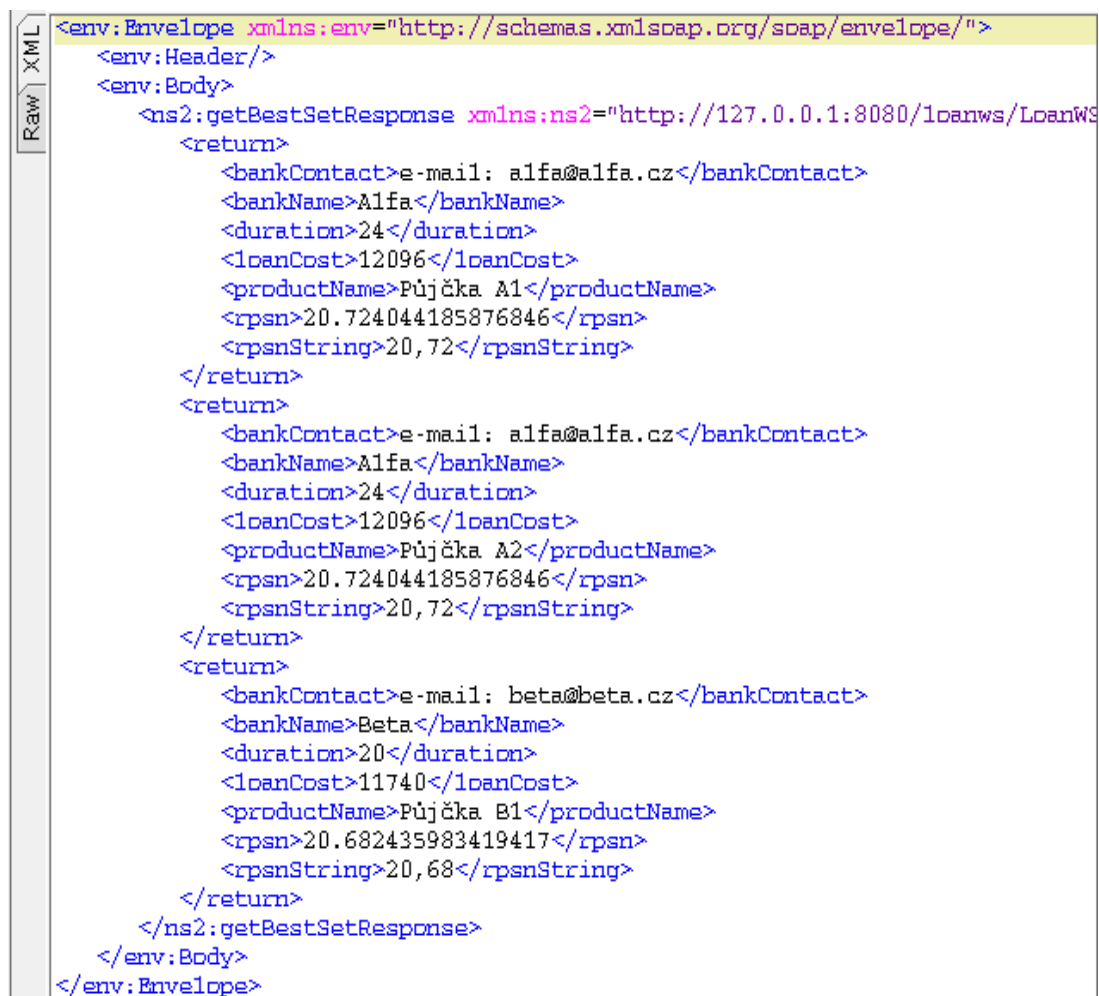 XML
Raw
<env:Envelope xmlns:env="http://schemas.xmlsoap.org/soap/envelope/">
<env:Header/>
<env:Body>
<ns2:getBestSetResponse xmlns:ns2="http://127.0.0.1:8080/loanws/LoanWS
<return>
<bankContact>e-mail: alfa@alfa.cz</bankContact>
<bankName>Alfa</bankName>
<duration>24</duration>
<loanCost>12096</loanCost>
<productName>Půjčka A1</productName>
<rpsn>20.724044185876846</rpsn>
<rpsnString>20,72</rpsnString>
</return>
<return>
<bankContact>e-mail: alfa@alfa.cz</bankContact>
<bankName>Alfa</bankName>
<duration>24</duration>
<loanCost>12096</loanCost>
<productName>Půjčka A2</productName>
<rpsn>20.724044185876846</rpsn>
<rpsnString>20,72</rpsnString>
</return>
<return>
<bankContact>e-mail: beta@beta.cz</bankContact>
<bankName>Beta</bankName>
<duration>20</duration>
<loanCost>11740</loanCost>
<productName>Půjčka B1</productName>
<rpsn>20.682435983419417</rpsn>
<rpsnString>20,68</rpsnString>
</return>
</ns2:getBestSetResponse>
</env:Body>
</env:Envelope>